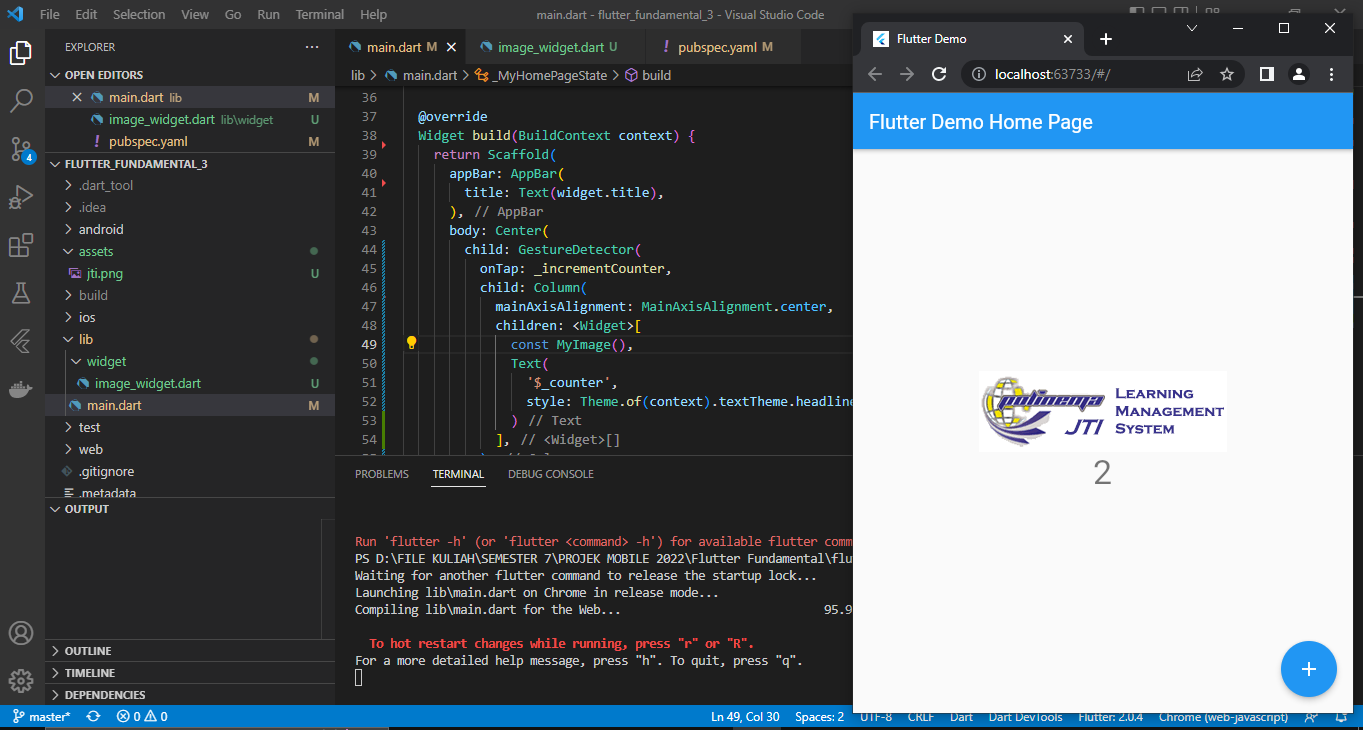 File Edit Selection View Go Run Terminal Help
main.dart - flutter_fundamental_3 - Visual Studio Code
EXPLORER
OPEN EDITORS
main.dart lib M
image_widget.dart lib\widget U
pubspec.yaml M
FLUTTER_FUNDAMENTAL_3
.dart_tool
.idea
android
assets
jti.png U
build
ios
lib
widget
image_widget.dart U
main.dart M
test
web
.gitignore
.metadata
OUTPUT
OUTLINE
TIMELINE
DEPENDENCIES
4
main.dart M image_widget.dart U pubspec.yaml M
lib > main.dart > _MyHomePageState > build
36
37 @override
38 Widget build(BuildContext context) {
39 return Scaffold(
40 appBar: AppBar(
41 title: Text(widget.title),
42 ), // AppBar
43 body: Center(
44 child: GestureDetector(
45 onTap: _incrementCounter,
46 child: Column(
47 mainAxisAlignment: MainAxisAlignment.center,
48 children: <Widget>[
49 const MyImage(),
50 Text(
51 '$_counter',
52 style: Theme.of(context).textTheme.headline
53 ) // Text
54 ], // <Widget>[]
PROBLEMS TERMINAL DEBUG CONSOLE
Run 'flutter -h' (or 'flutter <command> -h') for available flutter comm
PS D:\FILE KULIAH\SEMESTER 7\PROJEK MOBILE 2022\Flutter Fundamental\flu
Waiting for another flutter command to release the startup lock...
Launching lib\main.dart on Chrome in release mode...
Compiling lib\main.dart for the Web... 95.9
To hot restart changes while running, press "r" or "R".
For a more detailed help message, press "h". To quit, press "q".
Flutter Demo
localhost:63733/#/
Flutter Demo Home Page
polinema
JTI
LEARNING
MANAGEMENT
SYSTEM
2
master* 0 0 Ln 49, Col 30 Spaces: 2 UTF-8 CRLF Dart Dart DevTools Flutter: 2.0.4 Chrome (web-javascript)